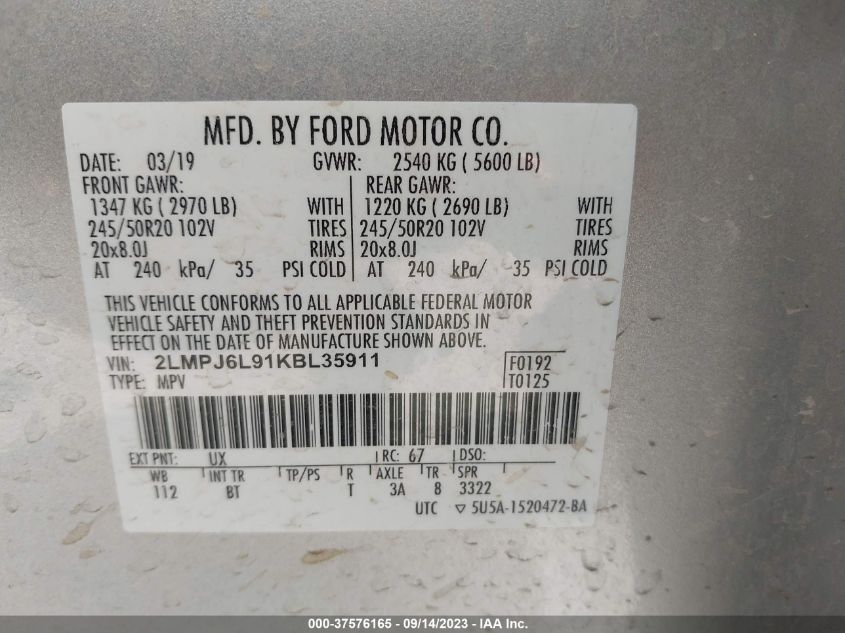 MFD. BY FORD MOTOR CO.
DATE: 03/19 GVWR: 2540 KG ( 5600 LB)
FRONT GAWR: REAR GAWR:
1347 KG ( 2970 LB) WITH 1220 KG ( 2690 LB) WITH
245/50R20 102V TIRES 245/50R20 102V TIRES
20x8.0J RIMS 20x8.0J RIMS
AT 240 kPa/ 35 PSI COLD AT 240 kPa/ 35 PSI COLD
THIS VEHICLE CONFORMS TO ALL APPLICABLE FEDERAL MOTOR
VEHICLE SAFETY AND THEFT PREVENTION STANDARDS IN
EFFECT ON THE DATE OF MANUFACTURE SHOWN ABOVE.
VIN: 2LMPJ6L91KBL35911 F0192
TYPE: MPV T0125
EXT PNT: UX RC: 67 DSO:
WB INT TR TP/PS R AXLE TR SPR
112 BT T 3A 8 3322
UTC ▽ 5U5A-1520472-BA
000-37576165 - 09/14/2023 - IAA Inc.